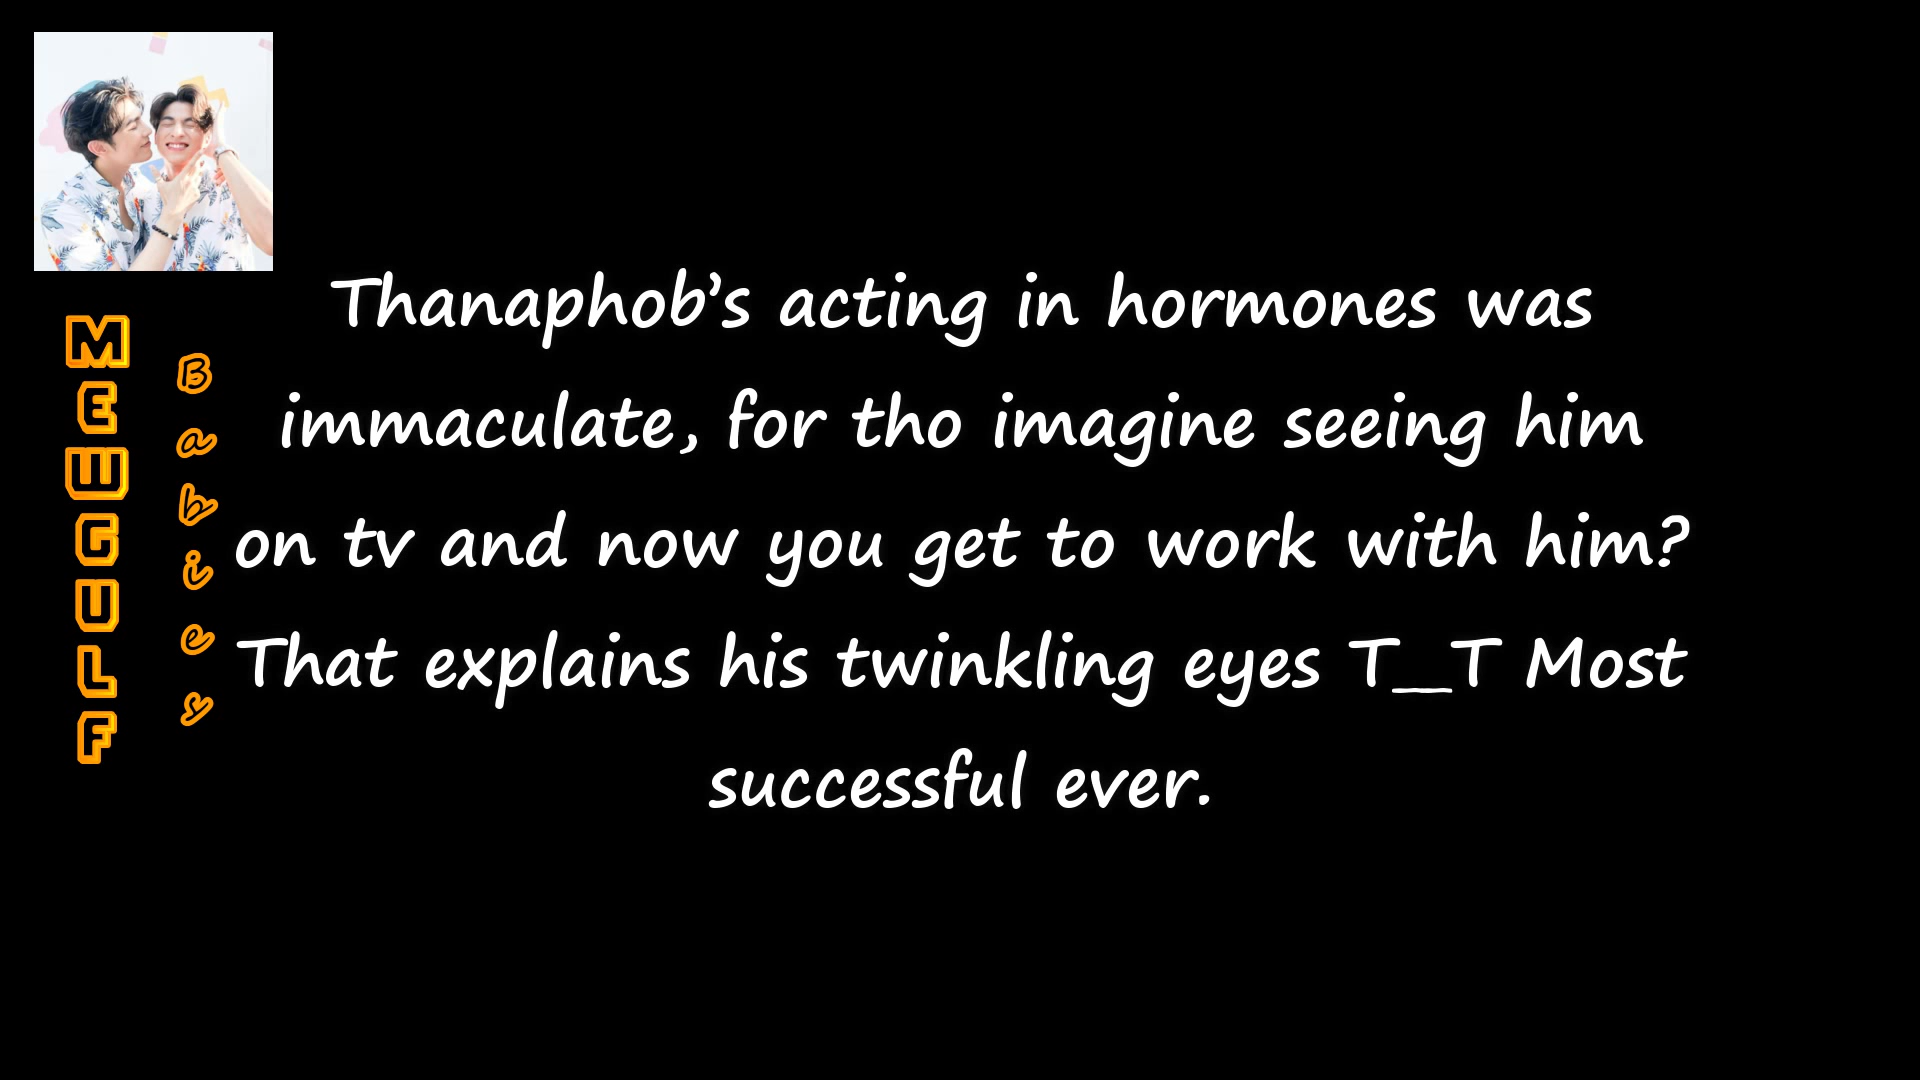 MEWGULF
Babies
Thanaphob’s acting in hormones was
immaculate, for tho imagine seeing him
on tv and now you get to work with him?
That explains his twinkling eyes T__T Most
successful ever.